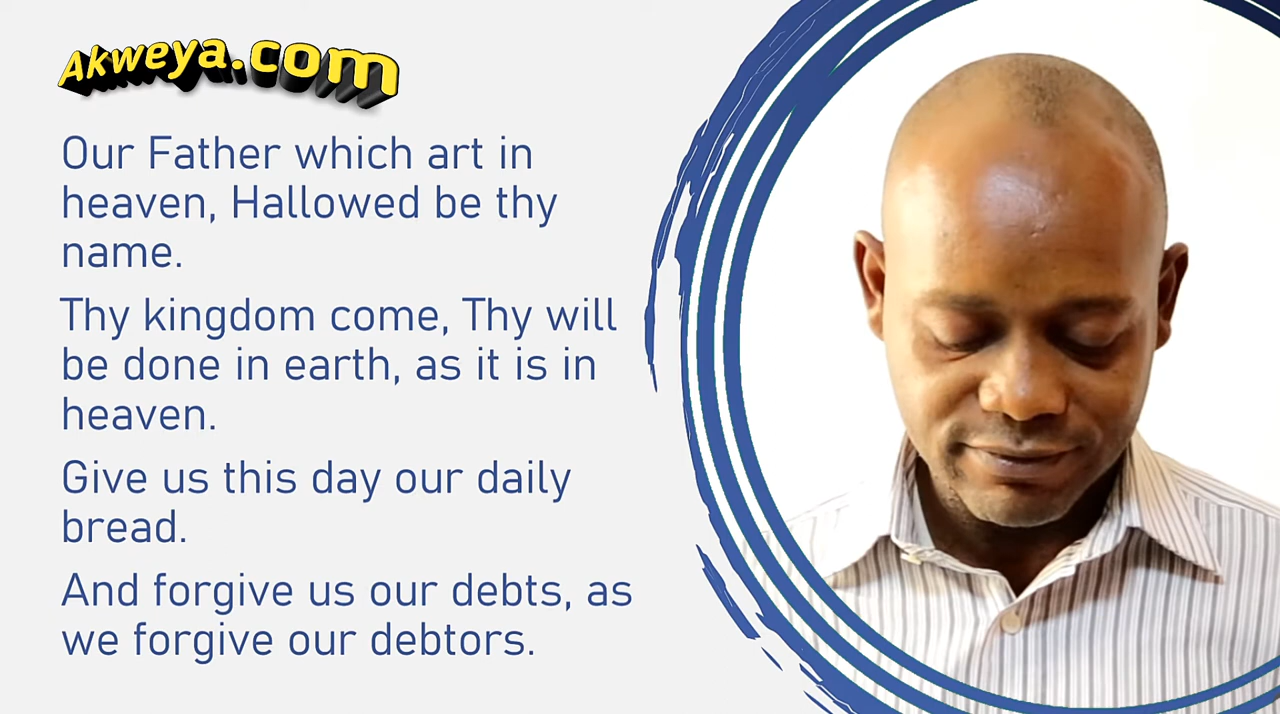 Akweya.com
Our Father which art in
heaven, Hallowed be thy
name.
Thy kingdom come, Thy will
be done in earth, as it is in
heaven.
Give us this day our daily
bread.
And forgive us our debts, as
we forgive our debtors.